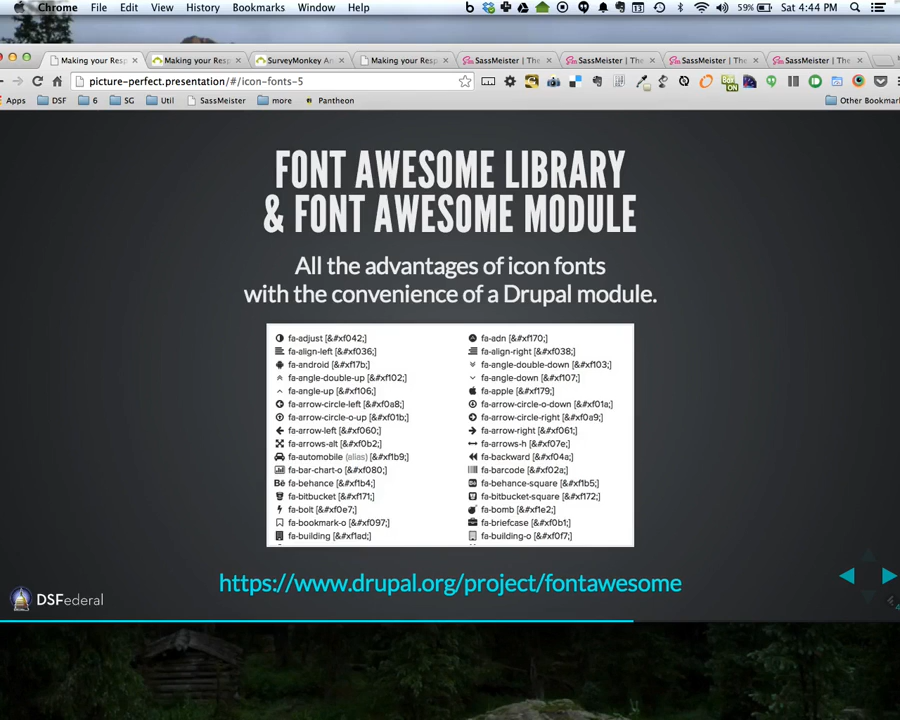 Chrome File Edit View History Bookmarks Window Help 59% Sat 4:44 PM
Making your Resp Making your Resp SurveyMonkey An Making your Resp SassMeister | The SassMeister | The SassMeister | The SassMeister | The
picture-perfect.presentation/#/icon-fonts-5
Apps DSF 6 SG Util SassMeister more Pantheon Other Bookmar
FONT AWESOME LIBRARY
& FONT AWESOME MODULE
All the advantages of icon fonts
with the convenience of a Drupal module.
fa-adjust [&#xf042;] fa-adn [&#xf170;]
fa-align-left [&#xf036;] fa-align-right [&#xf038;]
fa-android [&#xf17b;] fa-angle-double-down [&#xf103;]
fa-angle-double-up [&#xf102;] fa-angle-down [&#xf107;]
fa-angle-up [&#xf106;] fa-apple [&#xf179;]
fa-arrow-circle-left [&#xf0a8;] fa-arrow-circle-o-down [&#xf01a;]
fa-arrow-circle-o-up [&#xf01b;] fa-arrow-circle-right [&#xf0a9;]
fa-arrow-left [&#xf060;] fa-arrow-right [&#xf061;]
fa-arrows-alt [&#xf0b2;] fa-arrows-h [&#xf07e;]
fa-automobile (alias) [&#xf1b9;] fa-backward [&#xf04a;]
fa-bar-chart-o [&#xf080;] fa-barcode [&#xf02a;]
fa-behance [&#xf1b4;] fa-behance-square [&#xf1b5;]
fa-bitbucket [&#xf171;] fa-bitbucket-square [&#xf172;]
fa-bolt [&#xf0e7;] fa-bomb [&#xf1e2;]
fa-bookmark-o [&#xf097;] fa-briefcase [&#xf0b1;]
fa-building [&#xf1ad;] fa-building-o [&#xf0f7;]
https://www.drupal.org/project/fontawesome
DSFederal